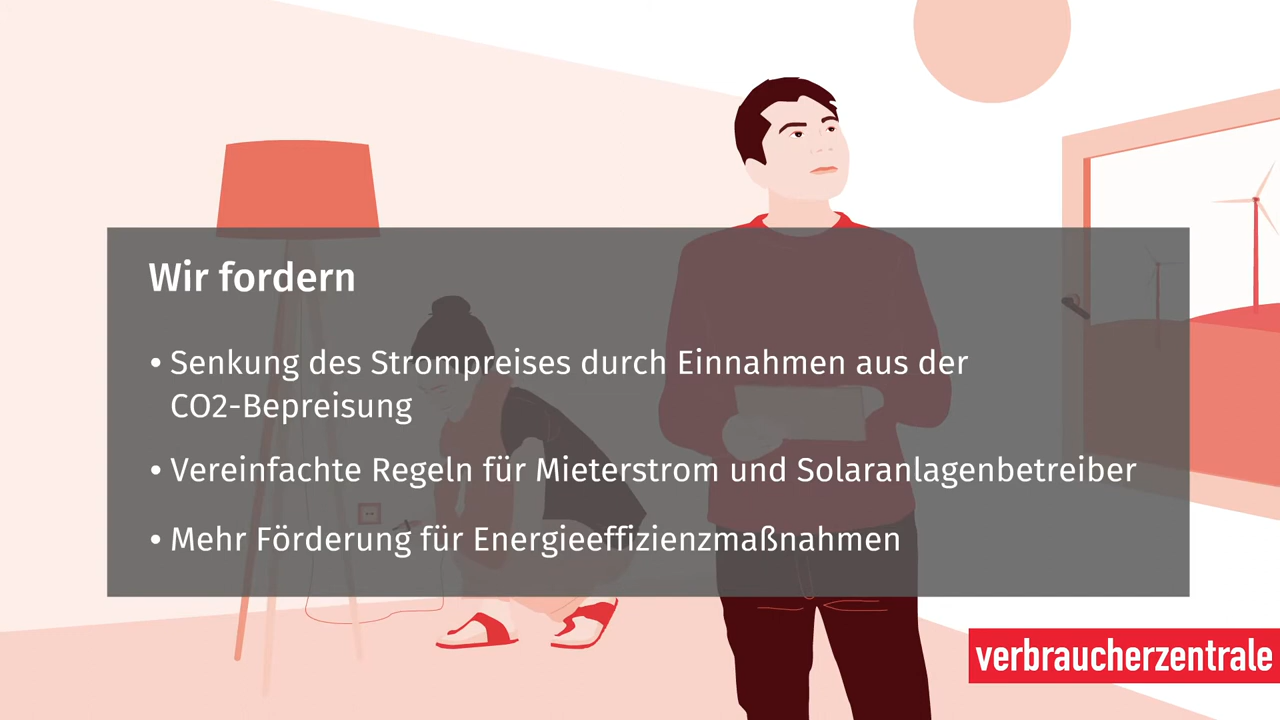 Wir fordern
• Senkung des Strompreises durch Einnahmen aus der
CO2-Bepreisung
• Vereinfachte Regeln für Mieterstrom und Solaranlagenbetreiber
• Mehr Förderung für Energieeffizienzmaßnahmen
verbraucherzentrale